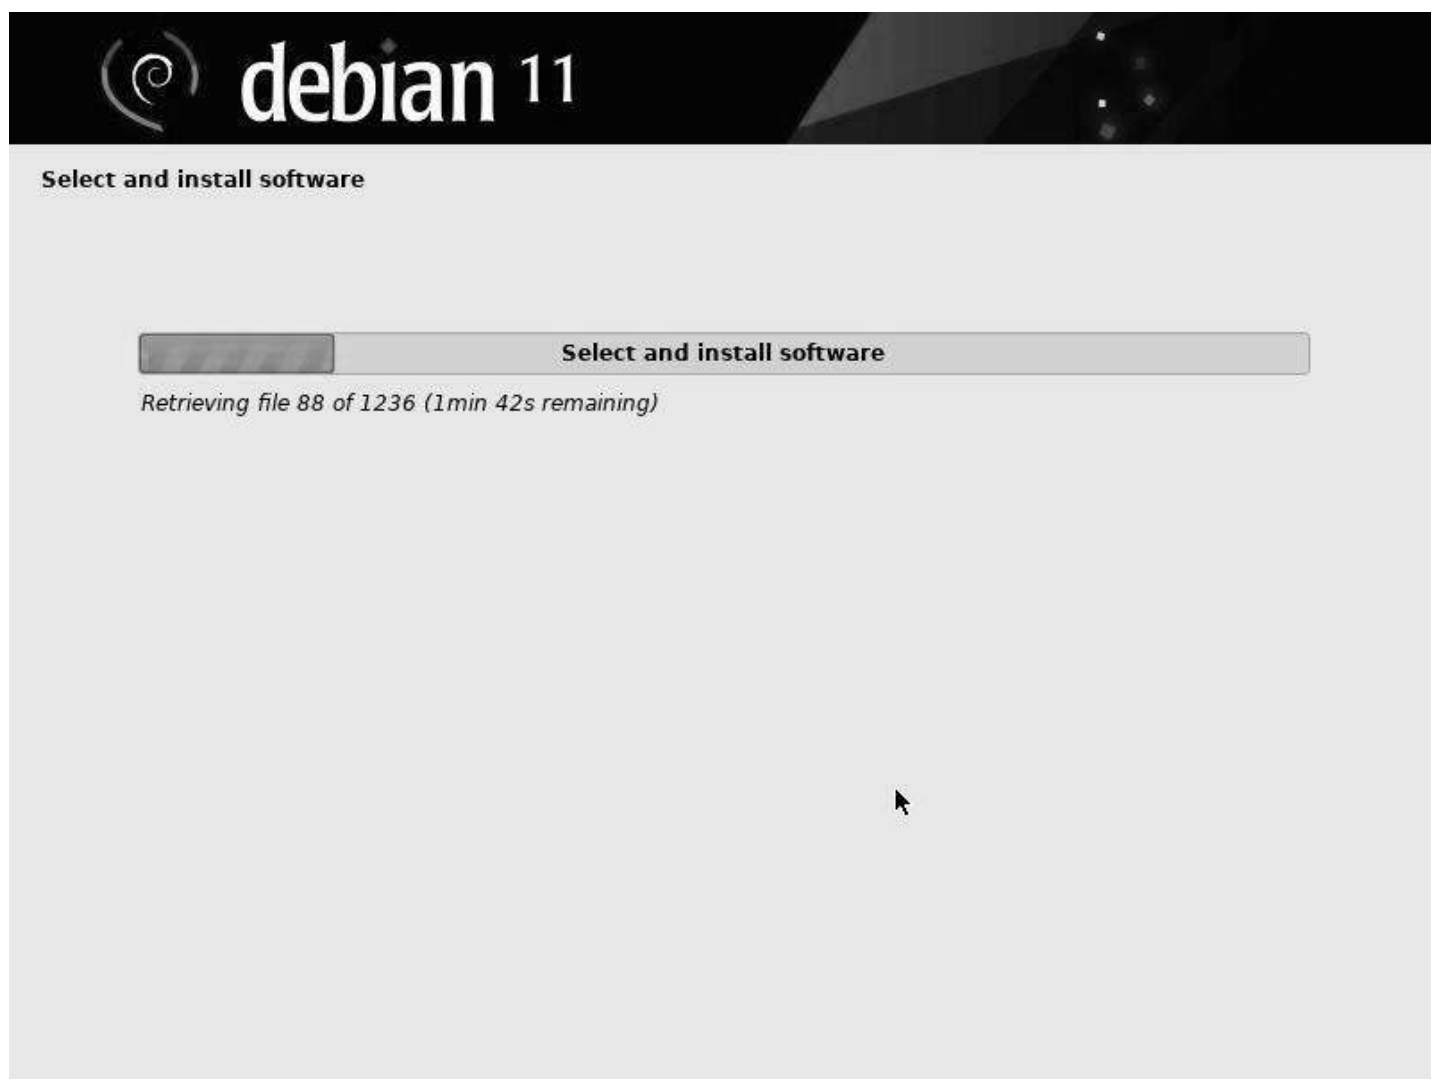 debian 11
Select and install software
Select and install software
Retrieving file 88 of 1236 (1min 42s remaining)